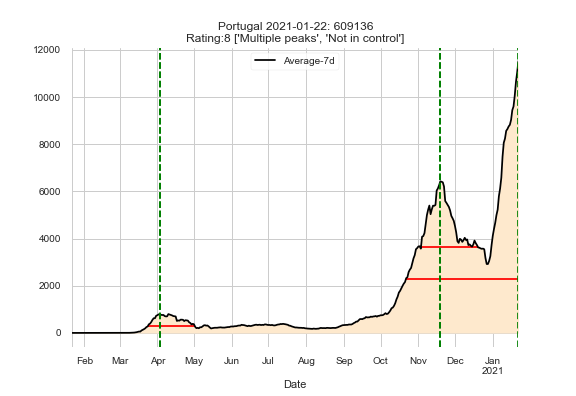 Portugal 2021-01-22: 609136
Rating:8 ['Multiple peaks', 'Not in control']
Average-7d
12000
10000
8000
6000
4000
2000
0
Feb Mar Apr May Jun Jul Aug Sep Oct Nov Dec Jan
2021
Date